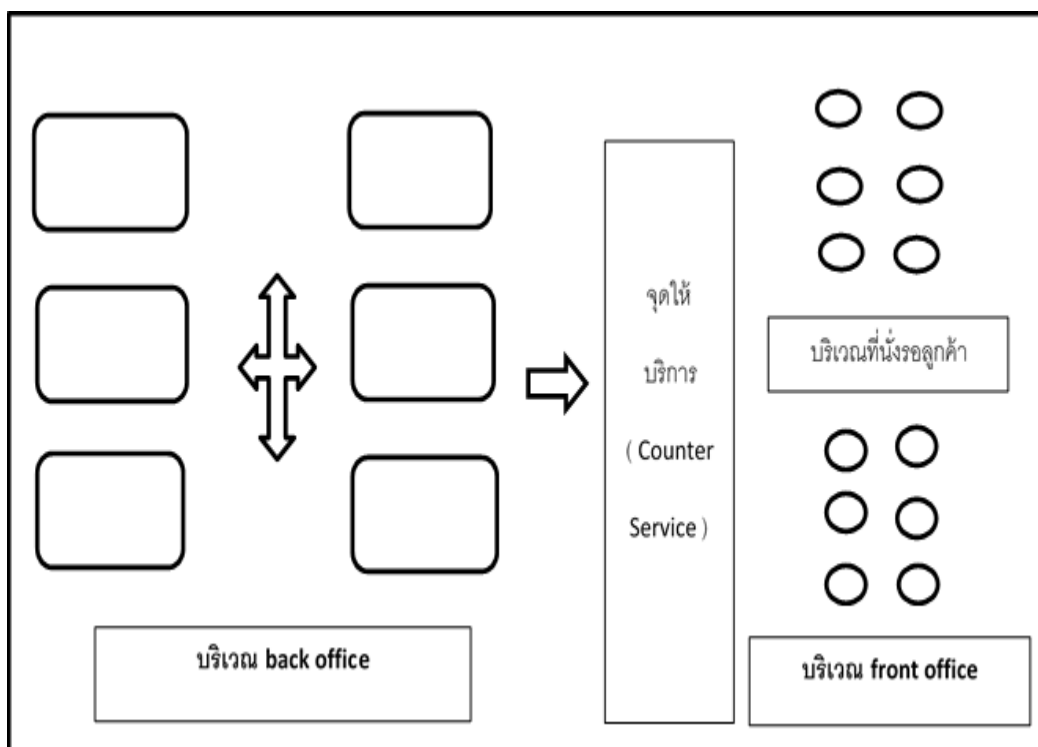 จุดให้
บริการ
( Counter
Service )
บริเวณที่นั่งรอลูกค้า
บริเวณ back office
บริเวณ front office